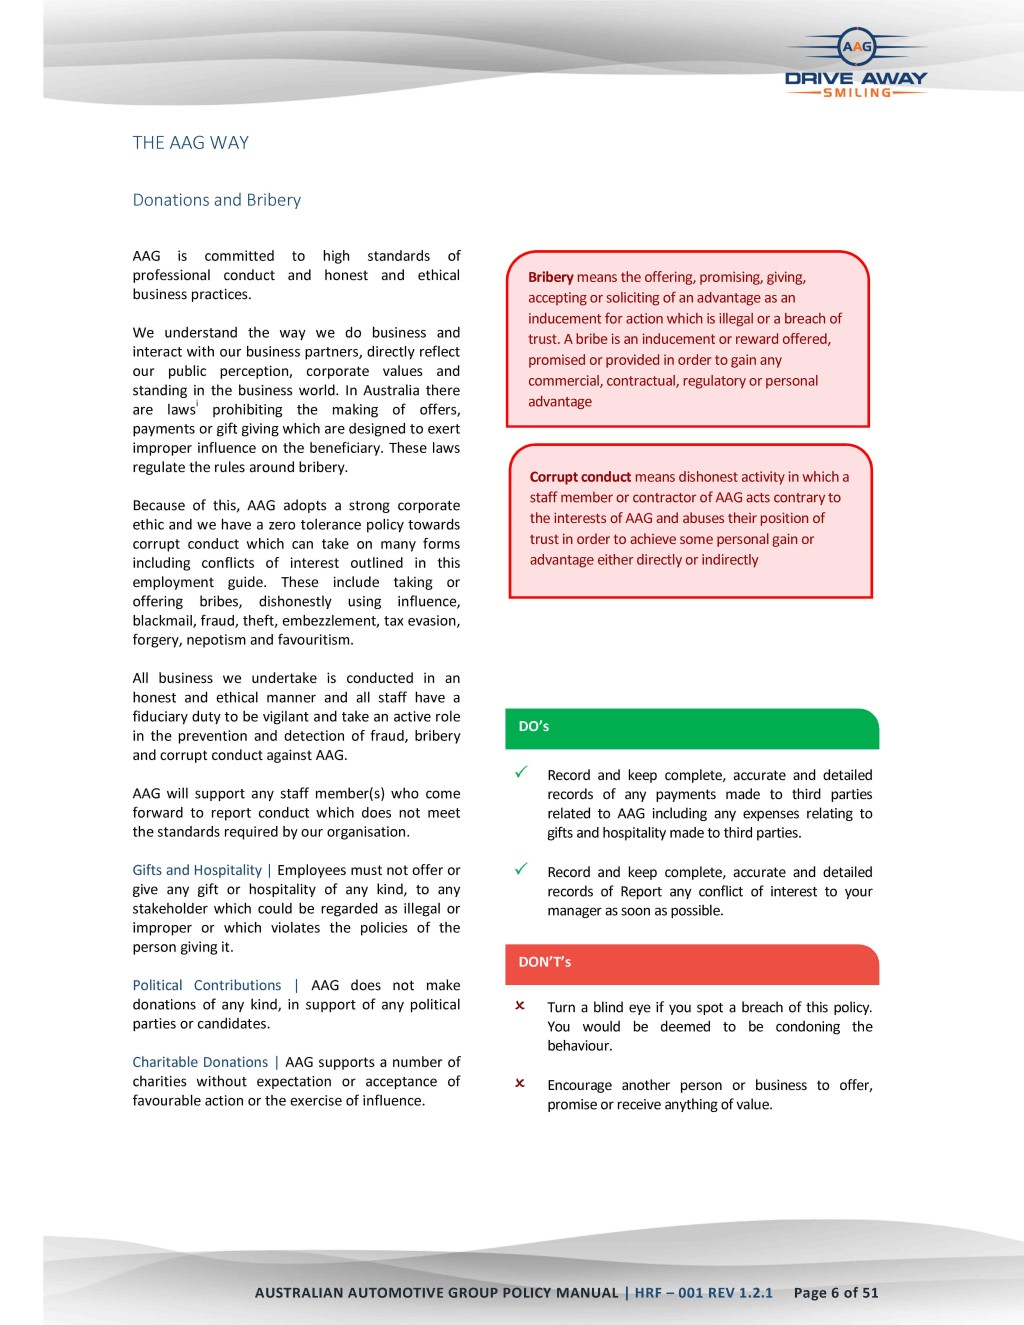 AAG
DRIVE AWAY
SMILING
THE AAG WAY
Donations and Bribery
AAG is committed to high standards of
professional conduct and honest and ethical
business practices.
We understand the way we do business and
interact with our business partners, directly reflect
our public perception, corporate values and
standing in the business world. In Australia there
are lawsⁱ prohibiting the making of offers,
payments or gift giving which are designed to exert
improper influence on the beneficiary. These laws
regulate the rules around bribery.
Because of this, AAG adopts a strong corporate
ethic and we have a zero tolerance policy towards
corrupt conduct which can take on many forms
including conflicts of interest outlined in this
employment guide. These include taking or
offering bribes, dishonestly using influence,
blackmail, fraud, theft, embezzlement, tax evasion,
forgery, nepotism and favouritism.
All business we undertake is conducted in an
honest and ethical manner and all staff have a
fiduciary duty to be vigilant and take an active role
in the prevention and detection of fraud, bribery
and corrupt conduct against AAG.
AAG will support any staff member(s) who come
forward to report conduct which does not meet
the standards required by our organisation.
Gifts and Hospitality | Employees must not offer or
give any gift or hospitality of any kind, to any
stakeholder which could be regarded as illegal or
improper or which violates the policies of the
person giving it.
Political Contributions | AAG does not make
donations of any kind, in support of any political
parties or candidates.
Charitable Donations | AAG supports a number of
charities without expectation or acceptance of
favourable action or the exercise of influence.
Bribery means the offering, promising, giving,
accepting or soliciting of an advantage as an
inducement for action which is illegal or a breach of
trust. A bribe is an inducement or reward offered,
promised or provided in order to gain any
commercial, contractual, regulatory or personal
advantage
Corrupt conduct means dishonest activity in which a
staff member or contractor of AAG acts contrary to
the interests of AAG and abuses their position of
trust in order to achieve some personal gain or
advantage either directly or indirectly
DO's
✓ Record and keep complete, accurate and detailed
records of any payments made to third parties
related to AAG including any expenses relating to
gifts and hospitality made to third parties.
✓ Record and keep complete, accurate and detailed
records of Report any conflict of interest to your
manager as soon as possible.
DON'T's
✘ Turn a blind eye if you spot a breach of this policy.
You would be deemed to be condoning the
behaviour.
✘ Encourage another person or business to offer,
promise or receive anything of value.
AUSTRALIAN AUTOMOTIVE GROUP POLICY MANUAL | HRF – 001 REV 1.2.1 Page 6 of 51